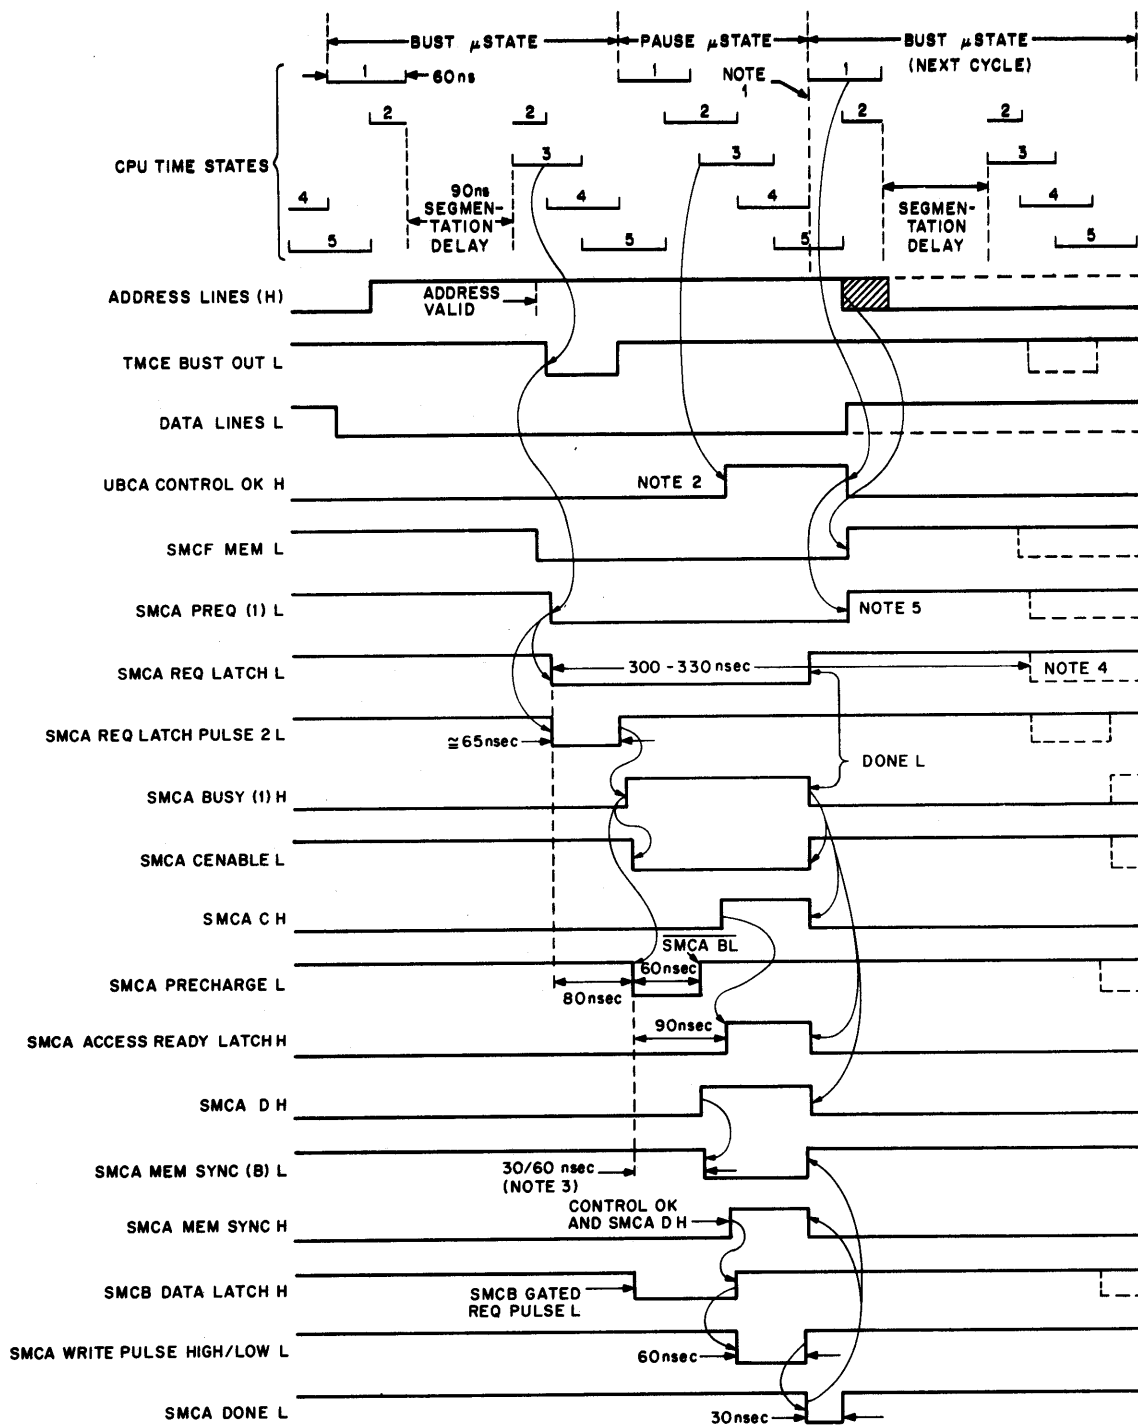 BUST µSTATE
PAUSE µSTATE
BUST µSTATE
(NEXT CYCLE)
1
60ns
1
NOTE
1
1
2
2
2
2
2
CPU TIME STATES
3
3
3
4
90ns
SEGMEN-
TATION
DELAY
4
4
SEGMEN-
TATION
DELAY
4
5
5
5
5
ADDRESS LINES (H)
ADDRESS
VALID
TMCE BUST OUT L
DATA LINES L
UBCA CONTROL OK H
NOTE 2
SMCF MEM L
SMCA PREQ (1) L
NOTE 5
SMCA REQ LATCH L
300-330nsec
NOTE 4
SMCA REQ LATCH PULSE 2 L
≅65nsec
DONE L
SMCA BUSY (1) H
SMCA CENABLE L
SMCA C H
SMCA BL
SMCA PRECHARGE L
80nsec
60nsec
SMCA ACCESS READY LATCH H
90nsec
SMCA D H
SMCA MEM SYNC (B) L
30/60 nsec
(NOTE 3)
SMCA MEM SYNC H
CONTROL OK
AND SMCA D H
SMCB DATA LATCH H
SMCB GATED
REQ PULSE L
SMCA WRITE PULSE HIGH/LOW L
60nsec
SMCA DONE L
30nsec